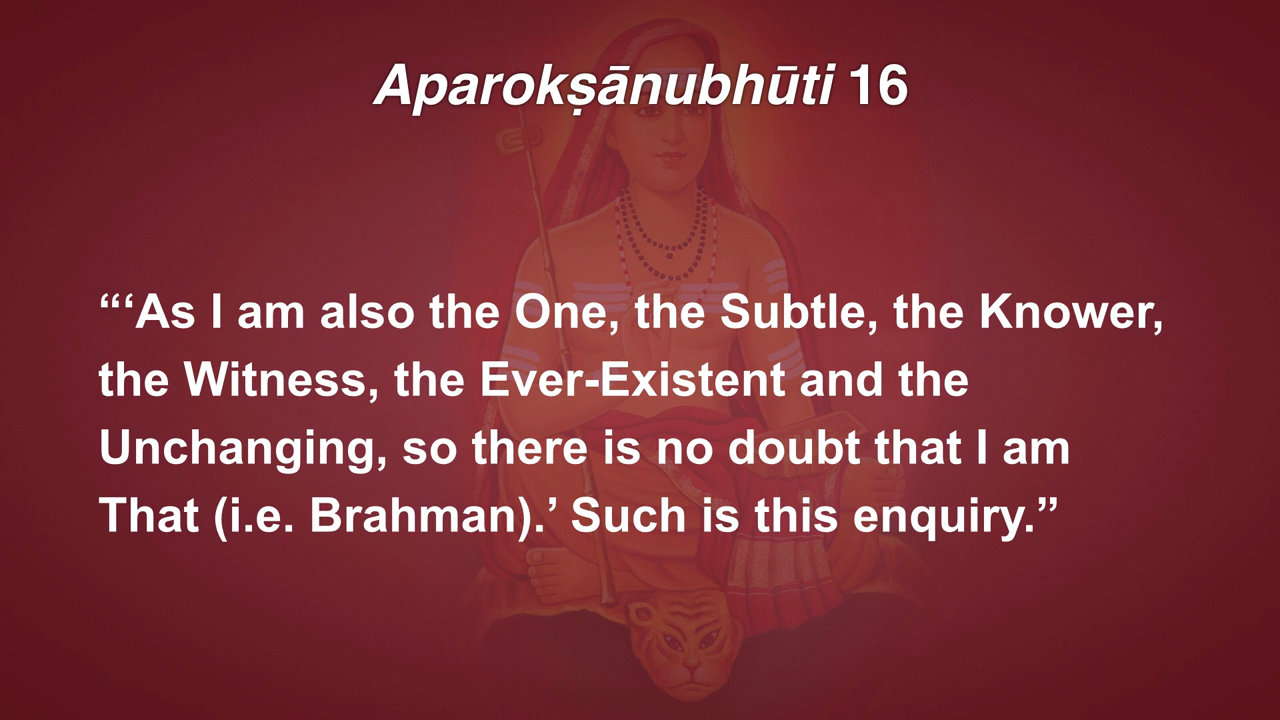 Aparokṣānubhūti 16
“‘As I am also the One, the Subtle, the Knower,
the Witness, the Ever-Existent and the
Unchanging, so there is no doubt that I am
That (i.e. Brahman).’ Such is this enquiry.”